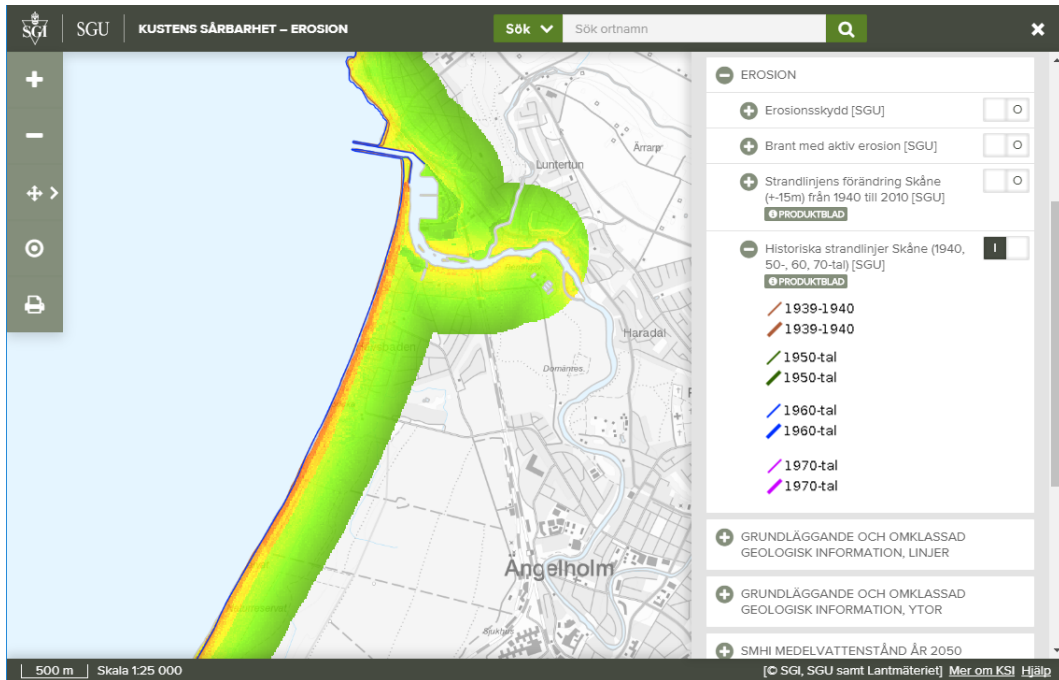 SGI
SGU
KUSTENS SÅRBARHET – EROSION
Sök
Sök ortnamn
EROSION
Erosionsskydd [SGU]
Brant med aktiv erosion [SGU]
Strandlinjens förändring Skåne
(+-15m) från 1940 till 2010 [SGU]
PRODUKTBLAD
Historiska strandlinjer Skåne (1940,
50-, 60, 70-tal) [SGU]
PRODUKTBLAD
1939-1940
1939-1940
1950-tal
1950-tal
1960-tal
1960-tal
1970-tal
1970-tal
GRUNDLÄGGANDE OCH OMKLASSAD
GEOLOGISK INFORMATION, LINJER
GRUNDLÄGGANDE OCH OMKLASSAD
GEOLOGISK INFORMATION, YTOR
SMHI MEDELVATTENSTÅND ÅR 2050
Årrarp
Luntertun
Haradal
Domänres
Ängelholm
Sjukhus
500 m
Skala 1:25 000
[© SGI, SGU samt Lantmäteriet] Mer om KSI Hjälp